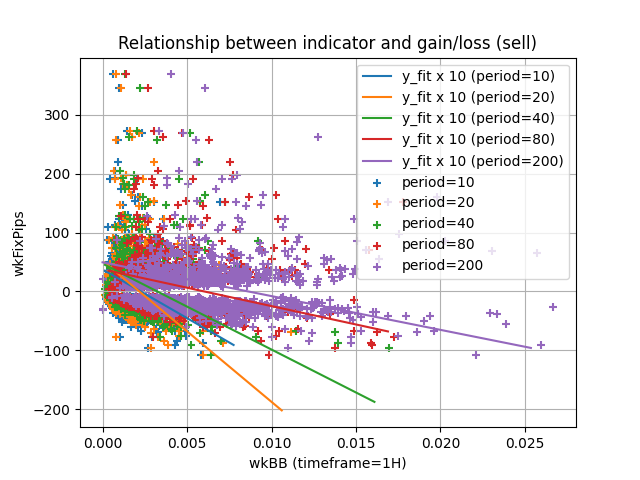 Relationship between indicator and gain/loss (sell)
y_fit x 10 (period=10)
y_fit x 10 (period=20)
y_fit x 10 (period=40)
y_fit x 10 (period=80)
y_fit x 10 (period=200)
period=10
period=20
period=40
period=80
period=200
wkFixPips
300
200
100
0
−100
−200
0.000 0.005 0.010 0.015 0.020 0.025
wkBB (timeframe=1H)